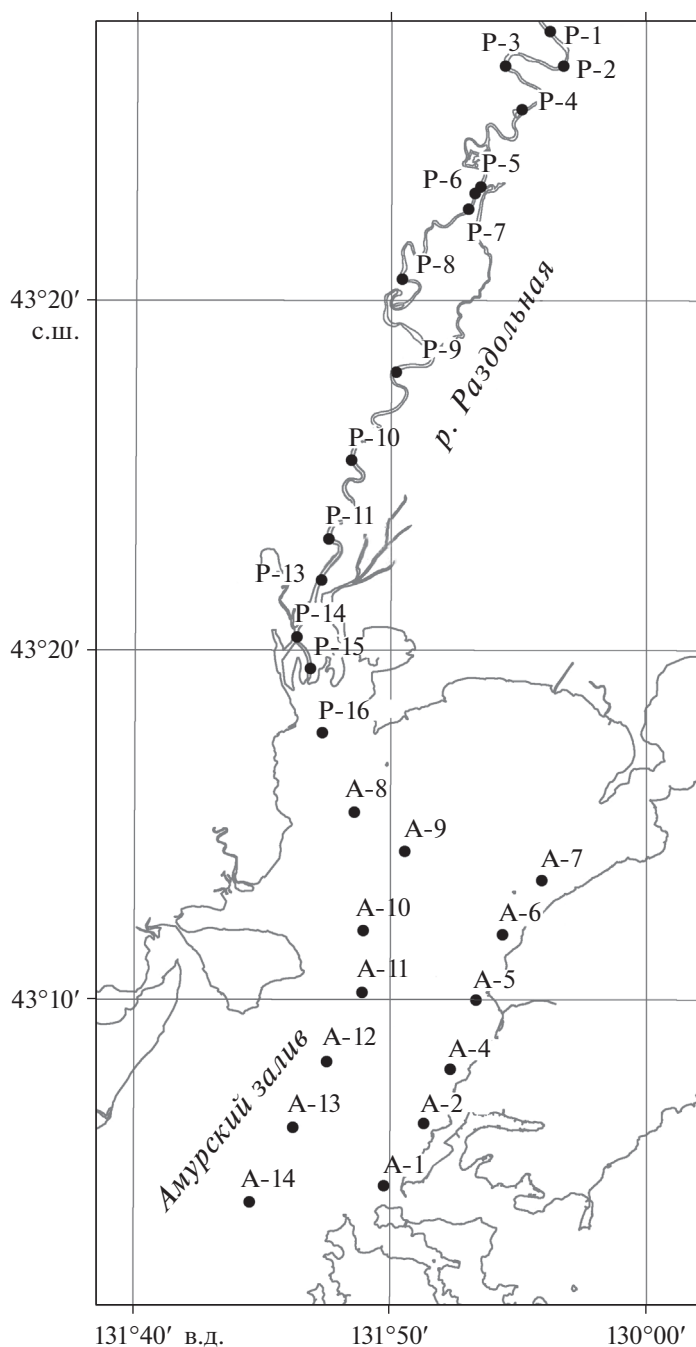 Р-1
Р-3
Р-2
Р-4
Р-5
Р-6
Р-7
Р-8
43°20′
с.ш.
Р-9
р. Раздольная
Р-10
Р-11
Р-13
Р-14
43°20′
Р-15
Р-16
А-8
А-9
А-7
А-10
А-6
А-11
43°10′
А-5
А-12
А-4
Амурский залив
А-13
А-2
А-14
А-1
131°40′ в.д.
131°50′
130°00′